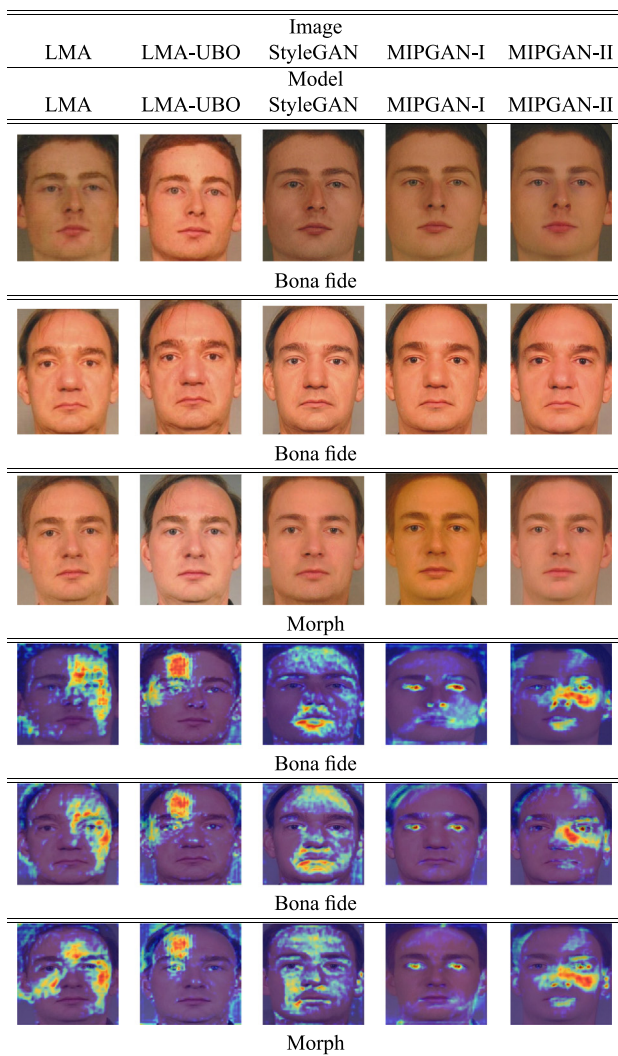 Image
LMA LMA-UBO StyleGAN MIPGAN-I MIPGAN-II
Model
LMA LMA-UBO StyleGAN MIPGAN-I MIPGAN-II
Bona fide
Bona fide
Morph
Bona fide
Bona fide
Morph